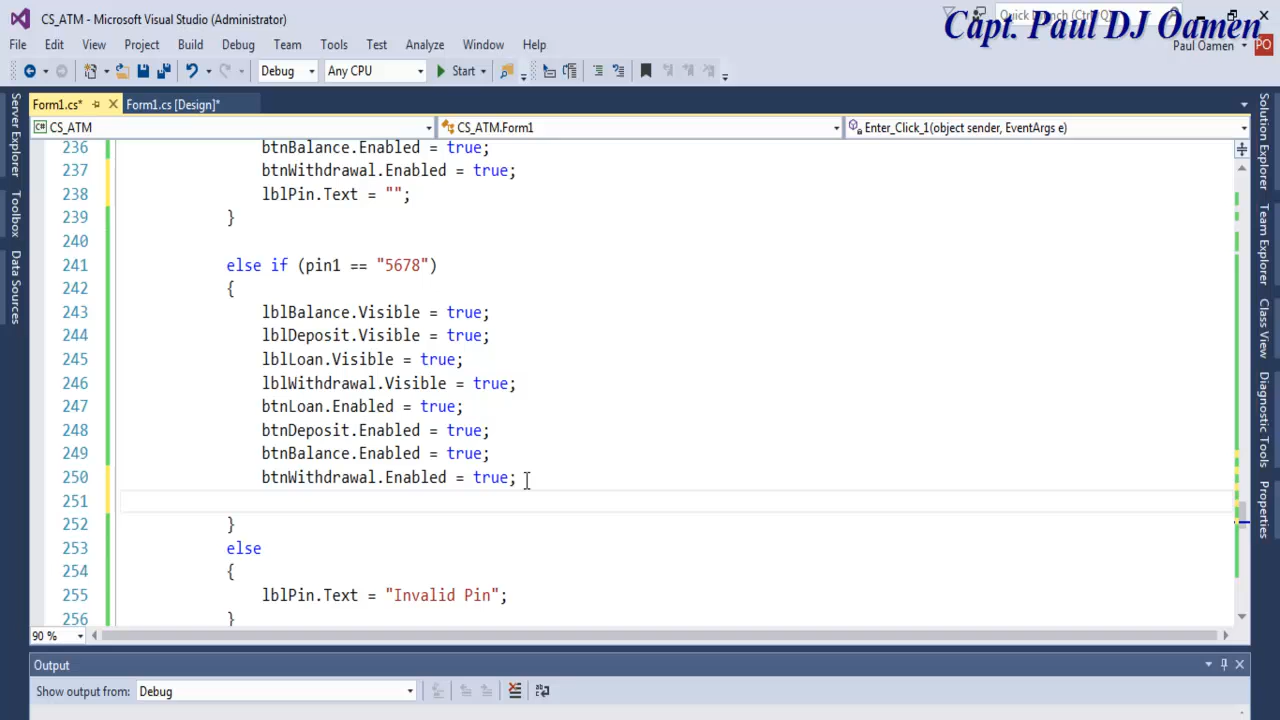 CS_ATM - Microsoft Visual Studio (Administrator)
Quick Launch (Ctrl+Q)
Capt. Paul DJ Oamen
File Edit View Project Build Debug Team Tools Test Analyze Window Help
Paul Oamen
PO
Debug
Any CPU
Start
Form1.cs*
Form1.cs [Design]*
CS_ATM
CS_ATM.Form1
Enter_Click_1(object sender, EventArgs e)
Server Explorer
Toolbox
Data Sources
236 btnBalance.Enabled = true;
237 btnWithdrawal.Enabled = true;
238 lblPin.Text = "";
239 }
240
241 else if (pin1 == "5678")
242 {
243 lblBalance.Visible = true;
244 lblDeposit.Visible = true;
245 lblLoan.Visible = true;
246 lblWithdrawal.Visible = true;
247 btnLoan.Enabled = true;
248 btnDeposit.Enabled = true;
249 btnBalance.Enabled = true;
250 btnWithdrawal.Enabled = true;
251
252 }
253 else
254 {
255 lblPin.Text = "Invalid Pin";
256 }
Solution Explorer
Team Explorer
Class View
Diagnostic Tools
Properties
90 %
Output
Show output from: Debug